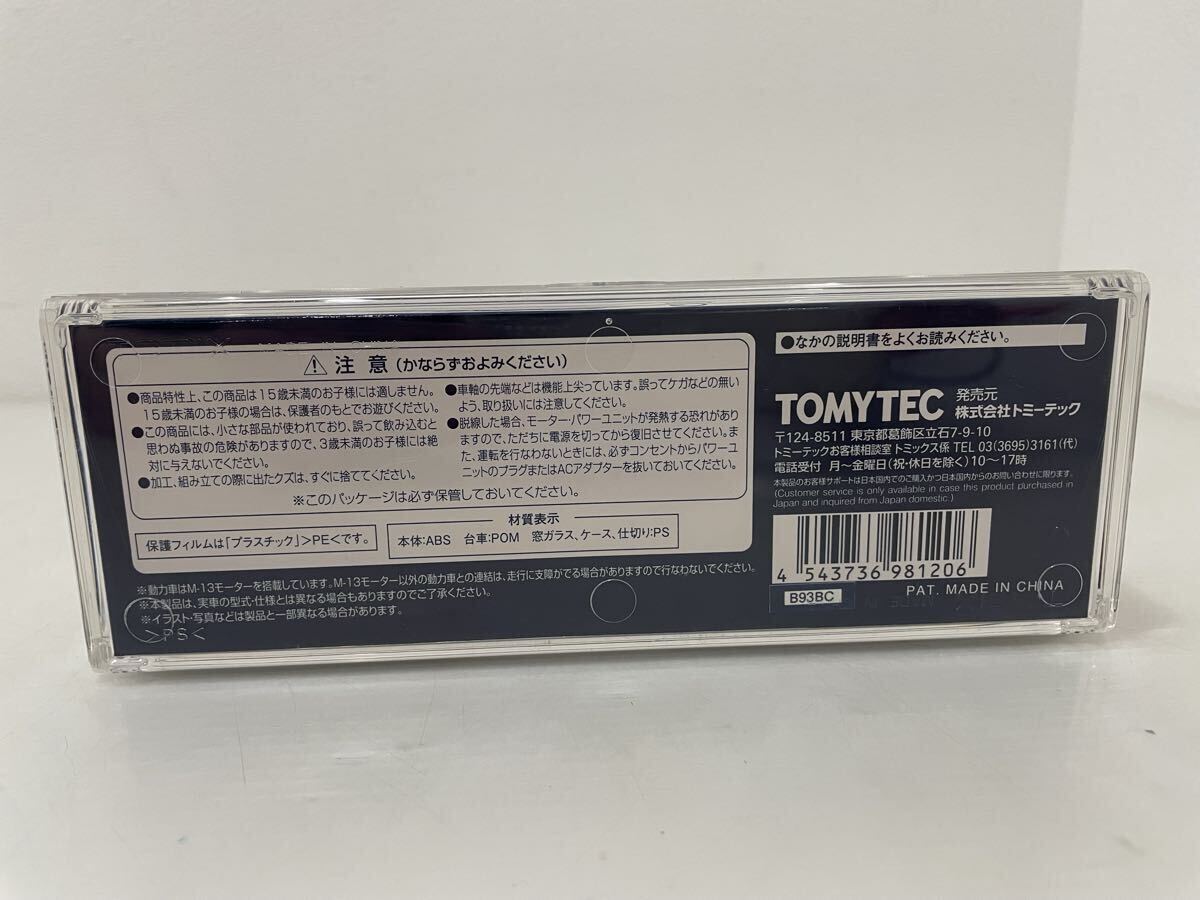 ⚠ 注意（かならずおよみください）
●商品特性上、この商品は15歳未満のお子様には適しません。
15歳未満のお子様の場合は、保護者のもとでお遊びください。
●この商品には、小さな部品が使われており、誤って飲み込むと
思わぬ事故の危険がありますので、3歳未満のお子様には絶
対に与えないでください。
●加工、組み立ての際に出たクズは、すぐに捨ててください。
●車軸の先端などは機能上尖っています。誤ってケガなどの無い
よう、取り扱いには注意してください。
●脱線した場合、モーター・パワーユニットが発熱する恐れがあり
ますので、ただちに電源を切ってから復旧させてください。ま
た、運転を行なわないときには、必ずコンセントからパワーユ
ニットのプラグまたはACアダプターを抜いておいてください。
※このパッケージは必ず保管しておいてください。
保護フィルムは「プラスチック」>PE<です。
材質表示
本体:ABS 台車:POM 窓ガラス、ケース、仕切り:PS
※動力車はM-13モーターを搭載しています。M-13モーター以外の動力車との連結は、走行に支障がでる場合がありますので行なわないでください。
※本製品は、実車の型式・仕様とは異なる場合もありますのでご了承ください。
※イラスト・写真などは製品と一部異なる場合があります。
>PS<
●なかの説明書をよくお読みください。
TOMYTEC 発売元
株式会社トミーテック
〒124-8511 東京都葛飾区立石7-9-10
トミーテックお客様相談室 トミックス係 TEL 03(3695)3161(代)
電話受付 月〜金曜日(祝・休日を除く)10〜17時
本製品のお客様サポートは日本国内でのご購入かつ日本国内からのお問い合わせに限ります。
(Customer service is only available in case this product purchased in
Japan and inquired from Japan domestic.)
4 543736 981206
B93BC
PAT. MADE IN CHINA